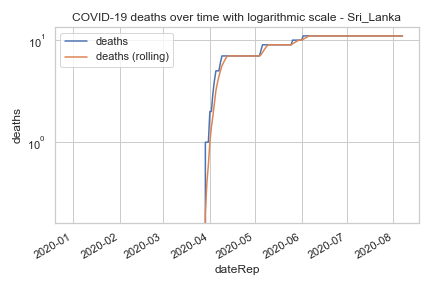 COVID-19 deaths over time with logarithmic scale - Sri_Lanka
deaths
deaths (rolling)
10¹
10⁰
deaths
2020-01
2020-02
2020-03
2020-04
2020-05
2020-06
2020-07
2020-08
dateRep